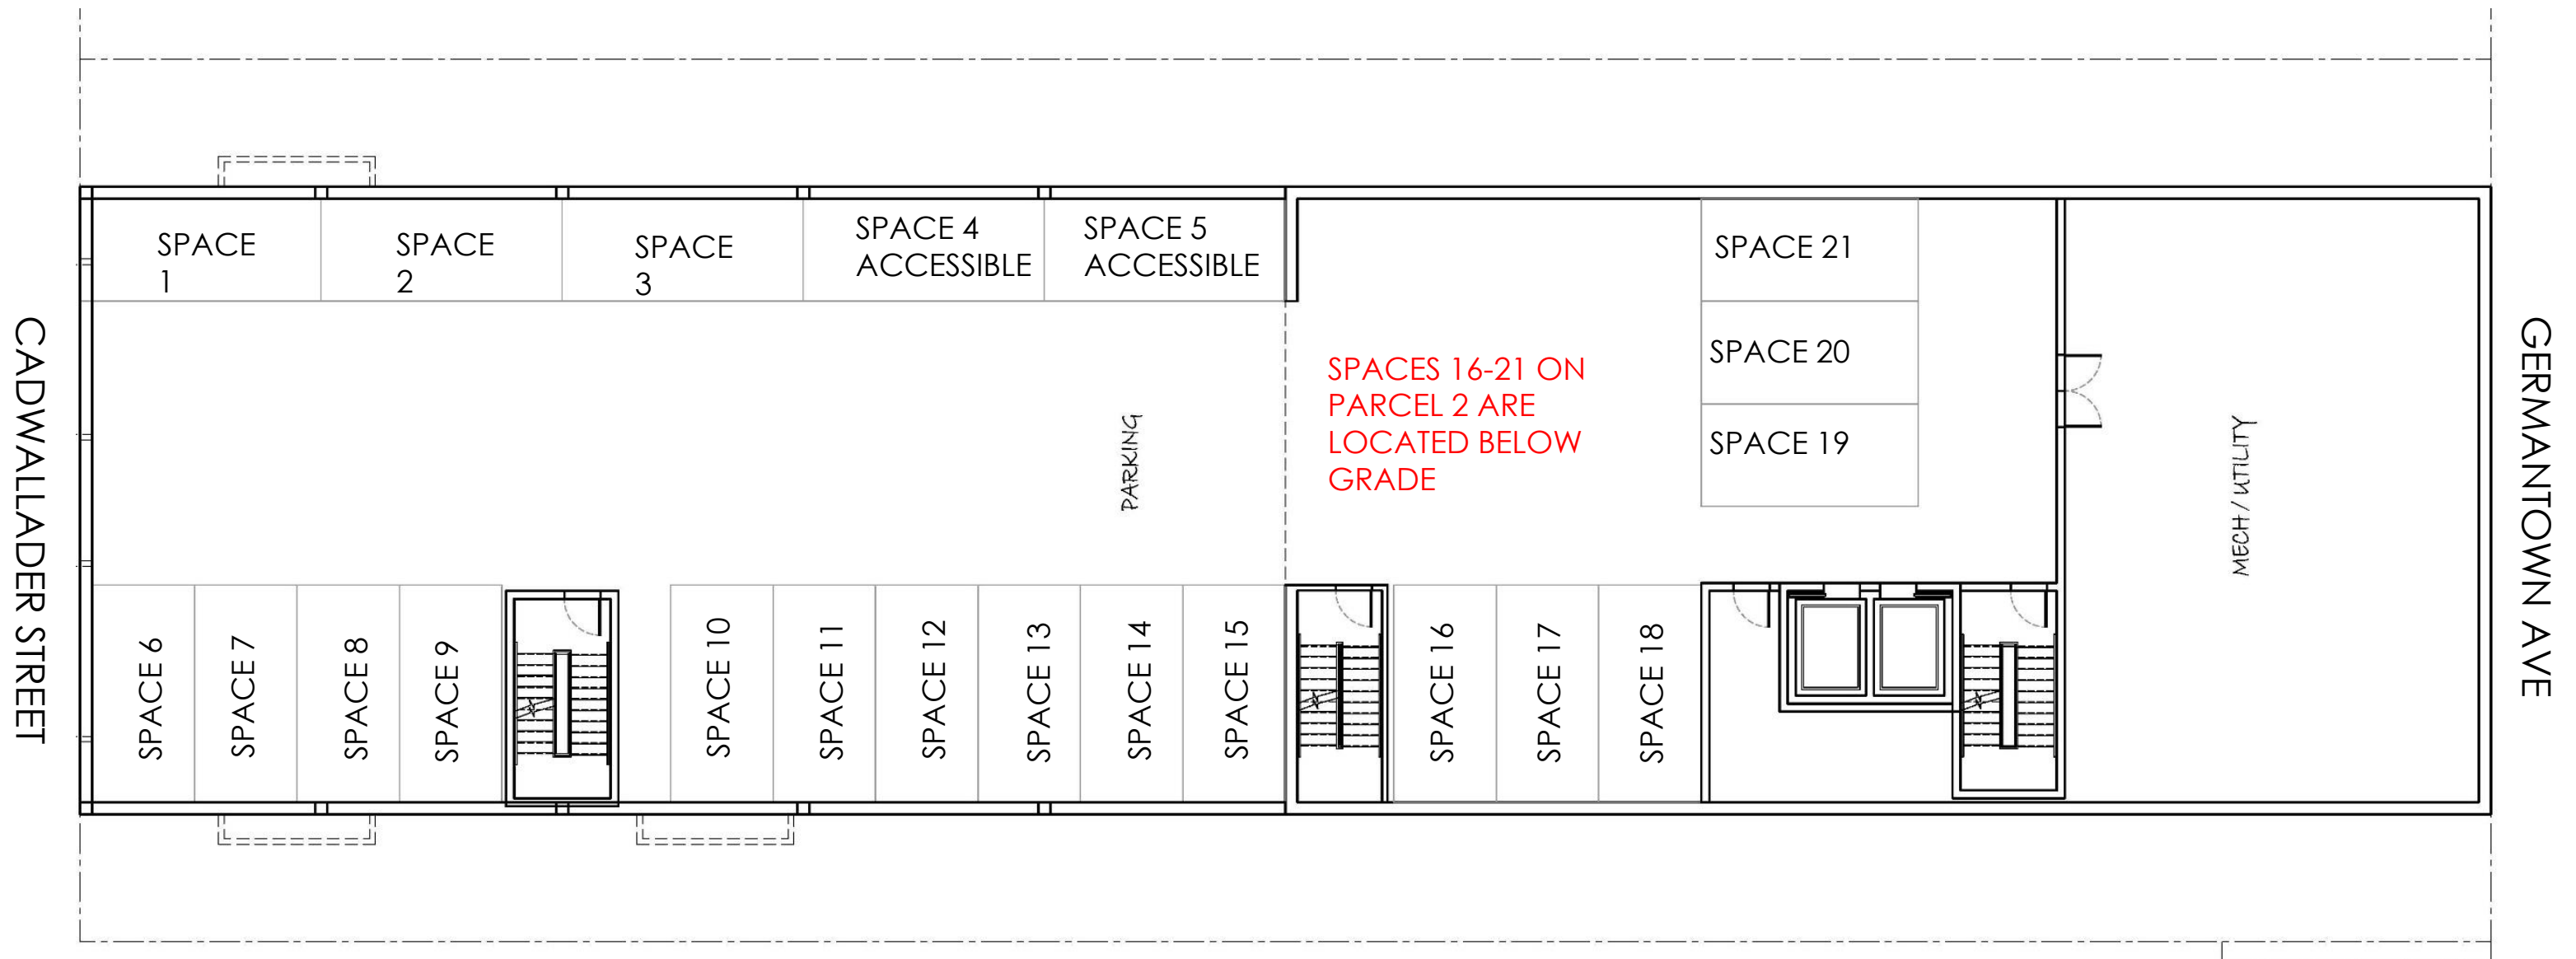 CADWALLADER STREET
SPACE
1
SPACE
2
SPACE
3
SPACE 4
ACCESSIBLE
SPACE 5
ACCESSIBLE
SPACE 21
SPACE 20
SPACE 19
SPACES 16-21 ON
PARCEL 2 ARE
LOCATED BELOW
GRADE
PARKING
MECH / UTILITY
SPACE 6
SPACE 7
SPACE 8
SPACE 9
SPACE 10
SPACE 11
SPACE 12
SPACE 13
SPACE 14
SPACE 15
SPACE 16
SPACE 17
SPACE 18
GERMANTOWN AVE